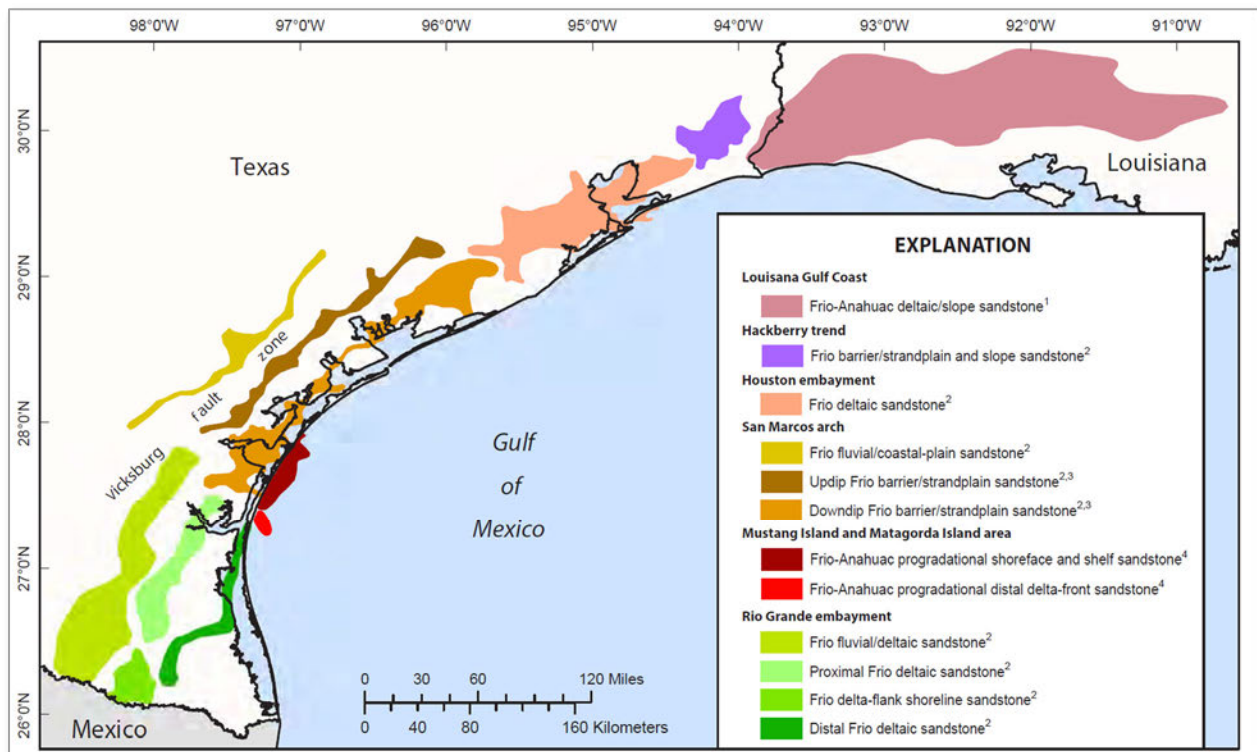 98°0'W 97°0'W 96°0'W 95°0'W 94°0'W 93°0'W 92°0'W 91°0'W
30°0'N
29°0'N
28°0'N
27°0'N
26°0'N
Texas
Louisiana
vicksburg fault zone
Gulf
of
Mexico
Mexico
0 30 60 120 Miles
0 40 80 160 Kilometers
EXPLANATION
Louisana Gulf Coast
Frio-Anahuac deltaic/slope sandstone¹
Hackberry trend
Frio barrier/strandplain and slope sandstone²
Houston embayment
Frio deltaic sandstone²
San Marcos arch
Frio fluvial/coastal-plain sandstone²
Updip Frio barrier/strandplain sandstone²,³
Downdip Frio barrier/strandplain sandstone²,³
Mustang Island and Matagorda Island area
Frio-Anahuac progradational shoreface and shelf sandstone⁴
Frio-Anahuac progradational distal delta-front sandstone⁴
Rio Grande embayment
Frio fluvial/deltaic sandstone²
Proximal Frio deltaic sandstone²
Frio delta-flank shoreline sandstone²
Distal Frio deltaic sandstone²